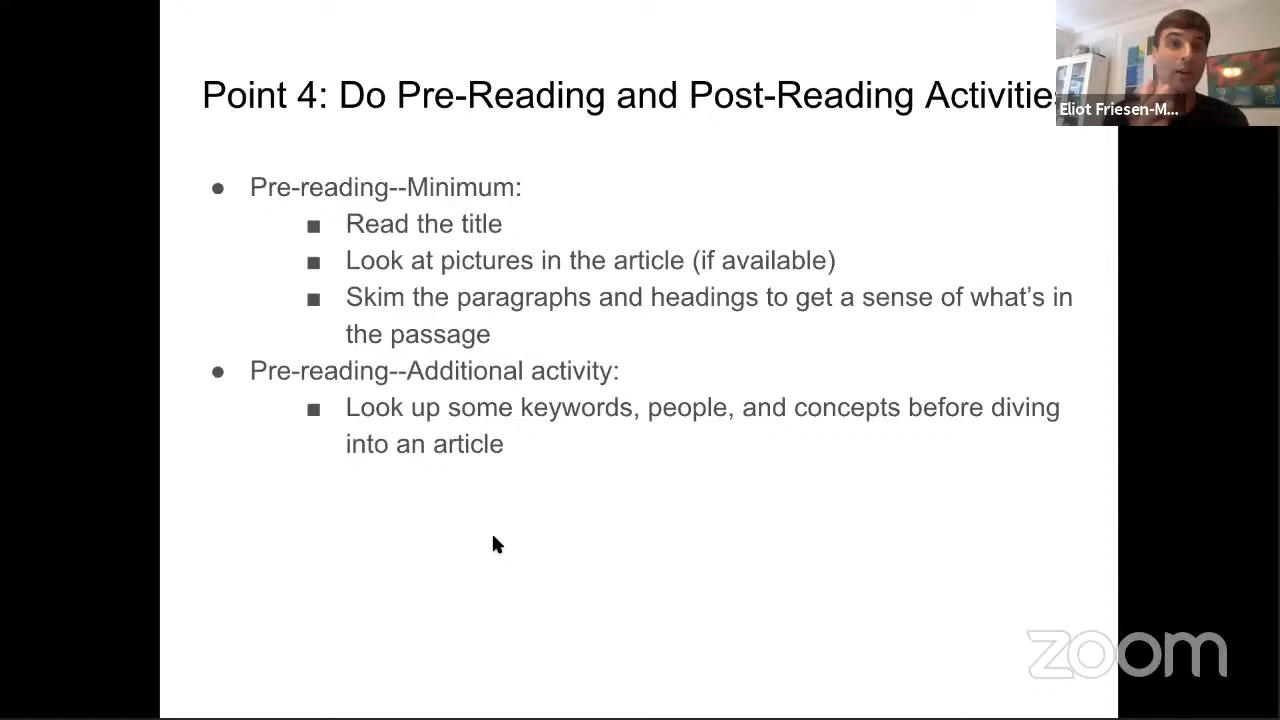 Point 4: Do Pre-Reading and Post-Reading Activitie
Eliot Friesen-M...
● Pre-reading--Minimum:
■ Read the title
■ Look at pictures in the article (if available)
■ Skim the paragraphs and headings to get a sense of what's in
the passage
● Pre-reading--Additional activity:
■ Look up some keywords, people, and concepts before diving
into an article
zoom